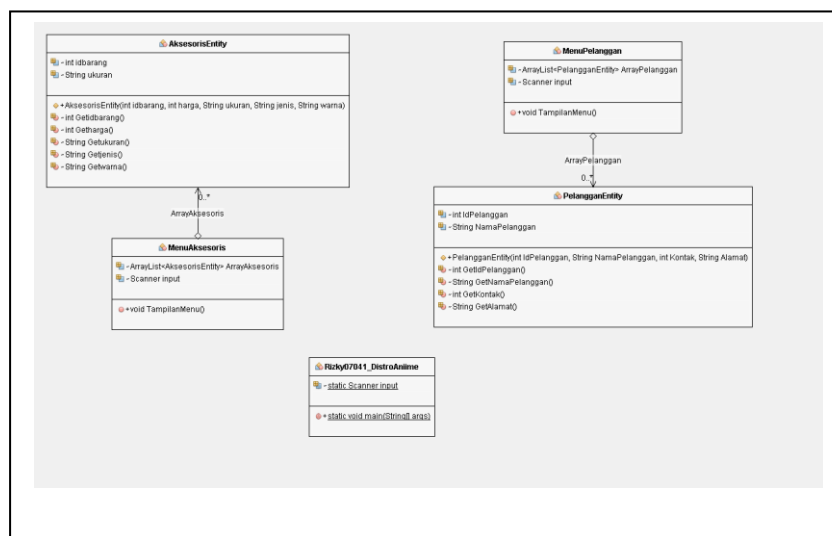 AksesorisEntity
- int idbarang
- String ukuran
+ AksesorisEntity(int idbarang, int harga, String ukuran, String jenis, String warna)
- int Getidbarang()
- int Getharga()
- String Getukuran()
- String Getjenis()
- String Getwarna()
0..*
ArrayAksesoris
MenuAksesoris
- ArrayList<AksesorisEntity> ArrayAksesoris
- Scanner input
+ void TampilanMenu()
MenuPelanggan
- ArrayList<PelangganEntity> ArrayPelanggan
- Scanner input
+ void TampilanMenu()
ArrayPelanggan
0..*
PelangganEntity
- int IdPelanggan
- String NamaPelanggan
+ PelangganEntity(int IdPelanggan, String NamaPelanggan, int Kontak, String Alamat)
- int GetIdPelanggan()
- String GetNamaPelanggan()
- int GetKontak()
- String GetAlamat()
Rizky07041_DistroAniime
- static Scanner input
+ static void main(String[] args)